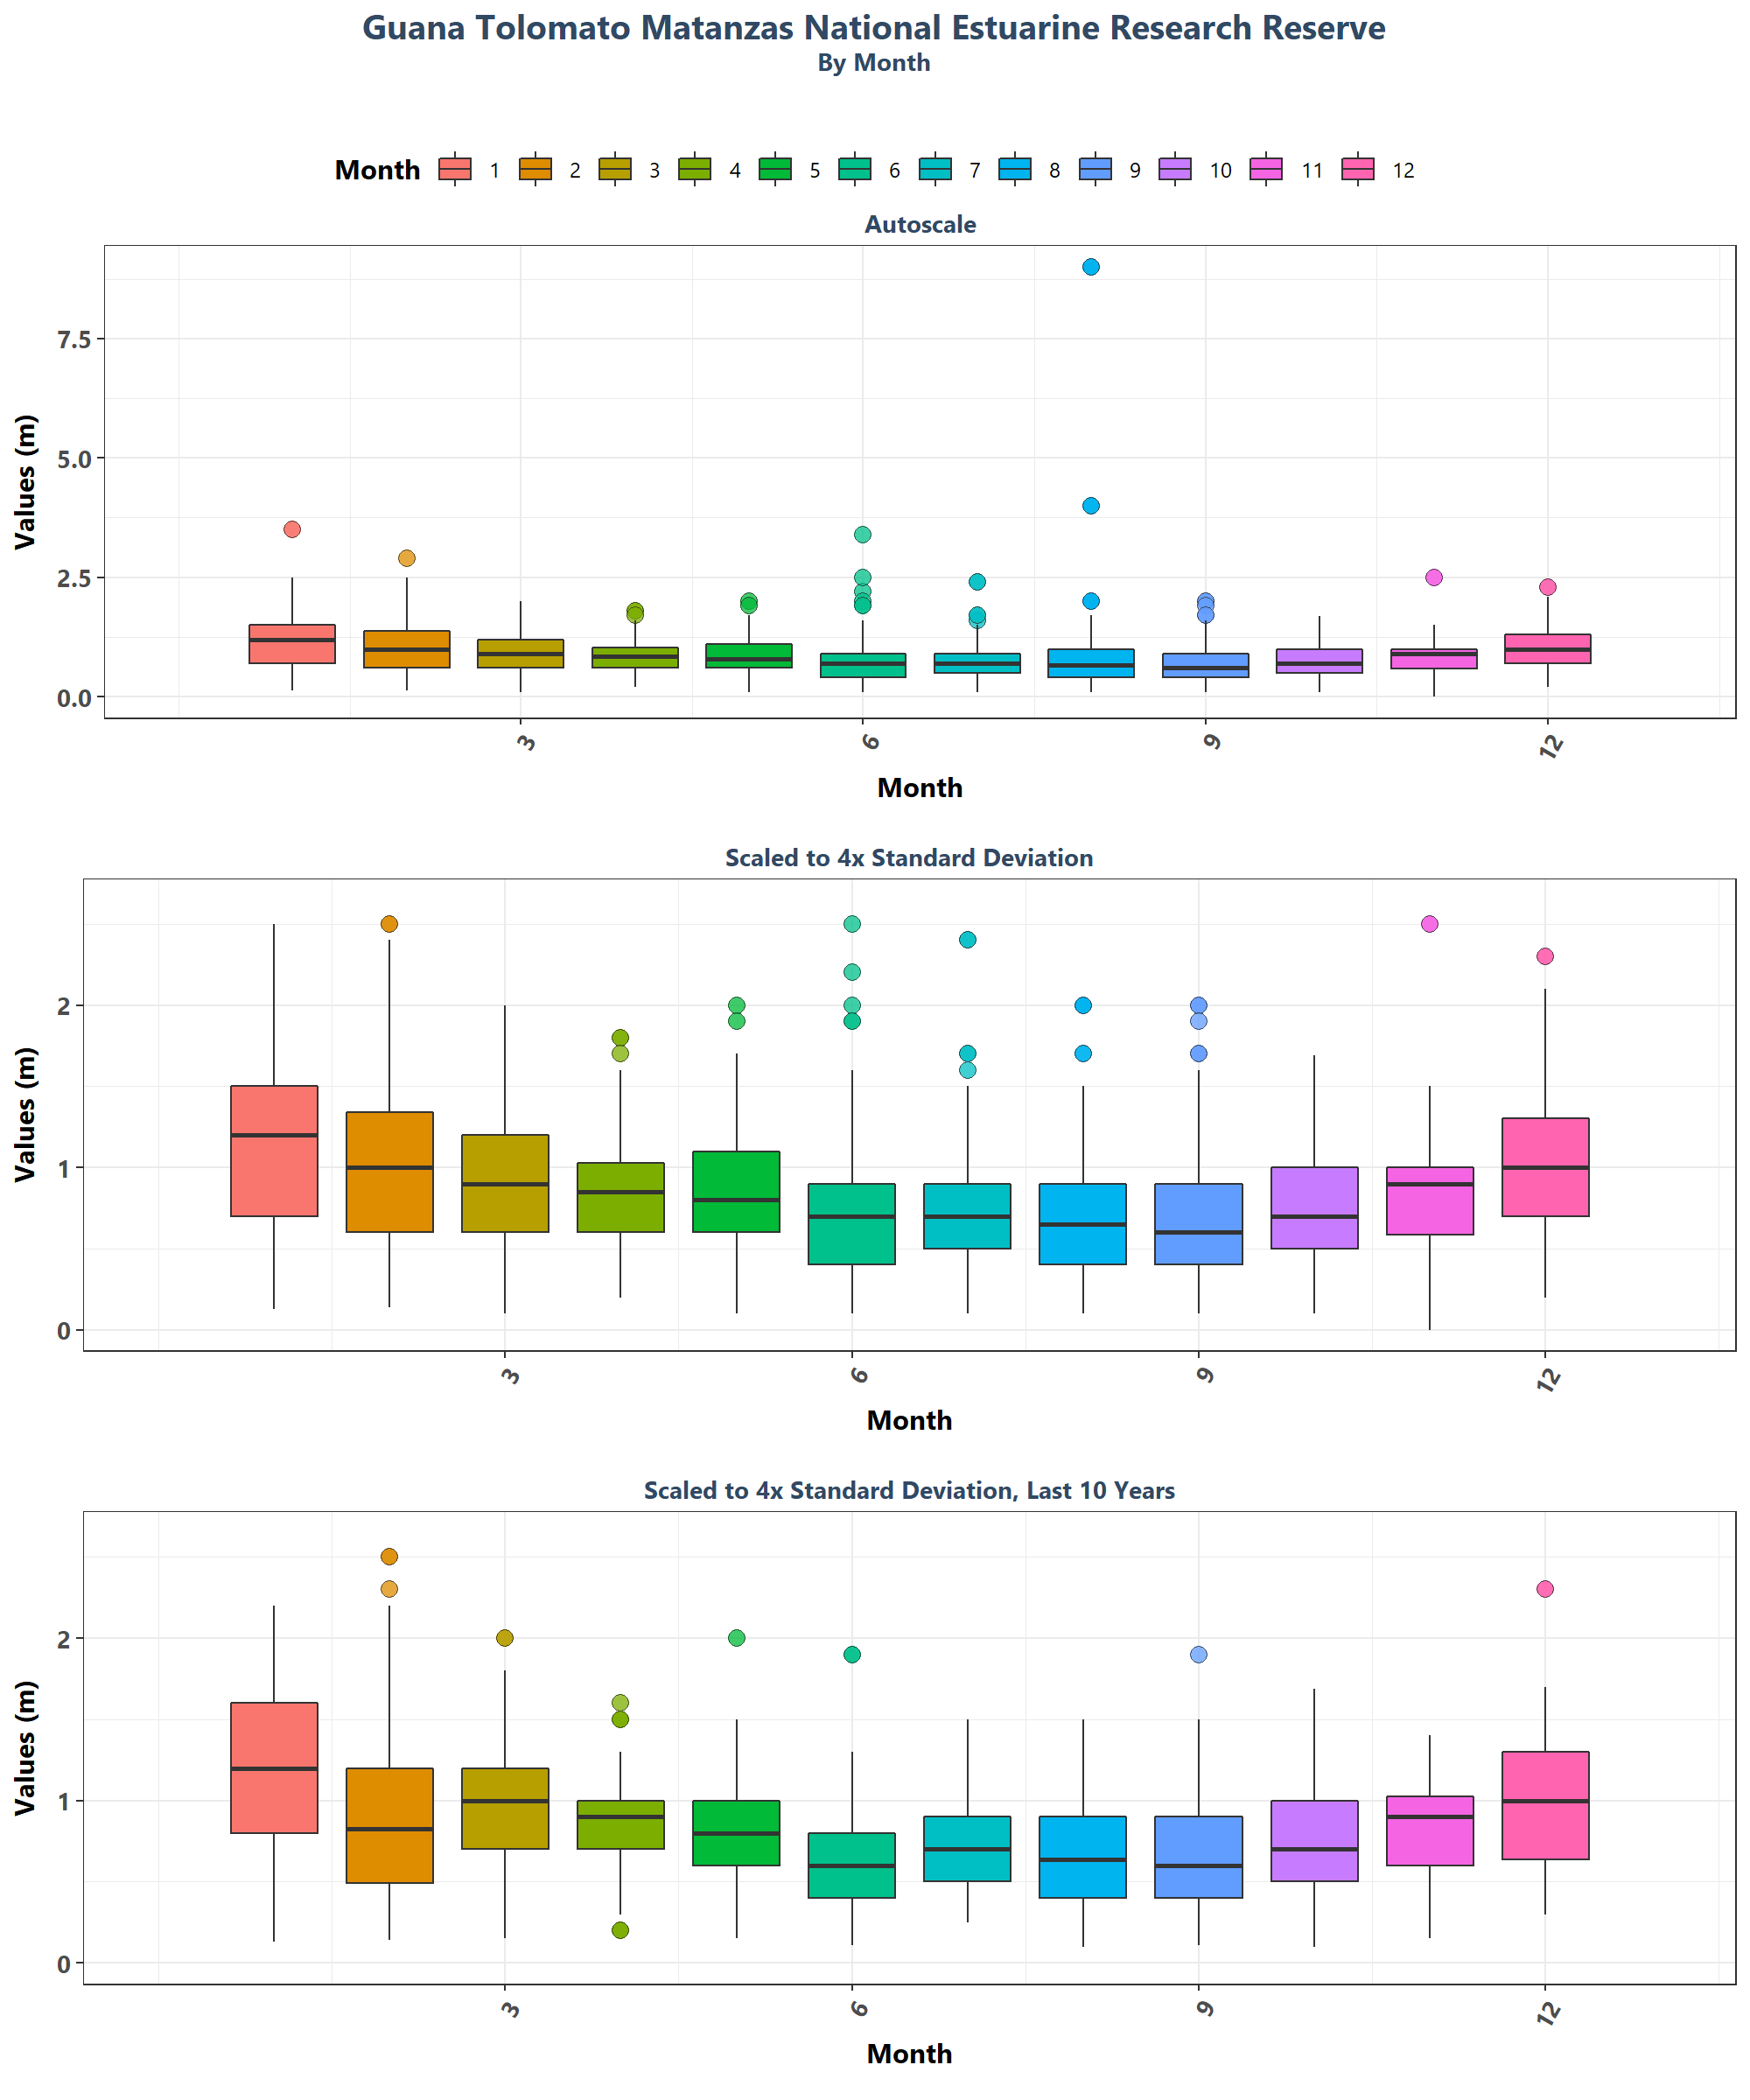 Guana Tolomato Matanzas National Estuarine Research Reserve
By Month
Month 1 2 3 4 5 6 7 8 9 10 11 12
Autoscale
Values (m)
7.5
5.0
2.5
0.0
3 6 9 12
Month
Scaled to 4x Standard Deviation
Values (m)
2
1
0
3 6 9 12
Month
Scaled to 4x Standard Deviation, Last 10 Years
Values (m)
2
1
0
3 6 9 12
Month